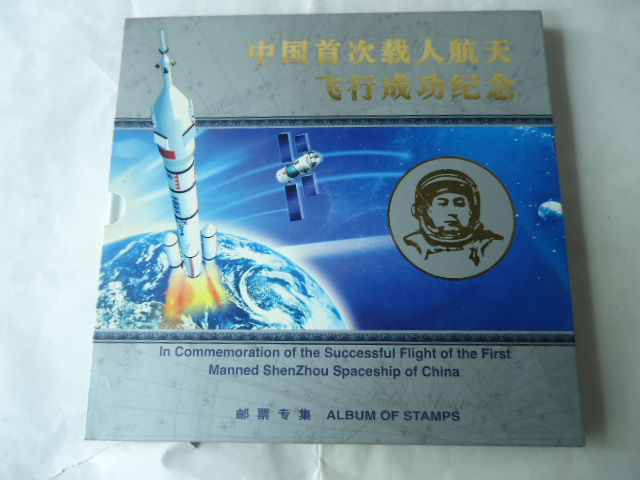 中国首次载人航天
飞行成功纪念
In Commemoration of the Successful Flight of the First
Manned ShenZhou Spaceship of China
邮票专集 ALBUM OF STAMPS